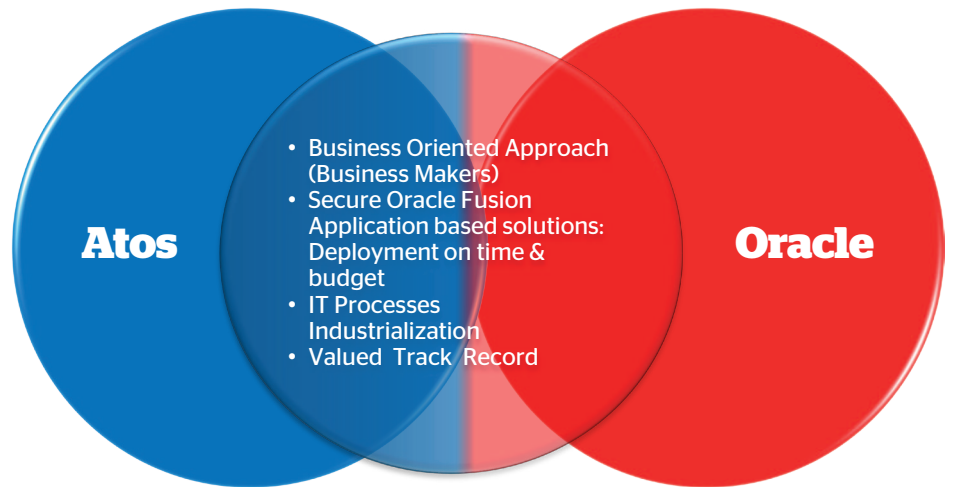 Atos
• Business Oriented Approach
(Business Makers)
• Secure Oracle Fusion
Application based solutions:
Deployment on time &
budget
• IT Processes
Industrialization
• Valued Track Record
Oracle